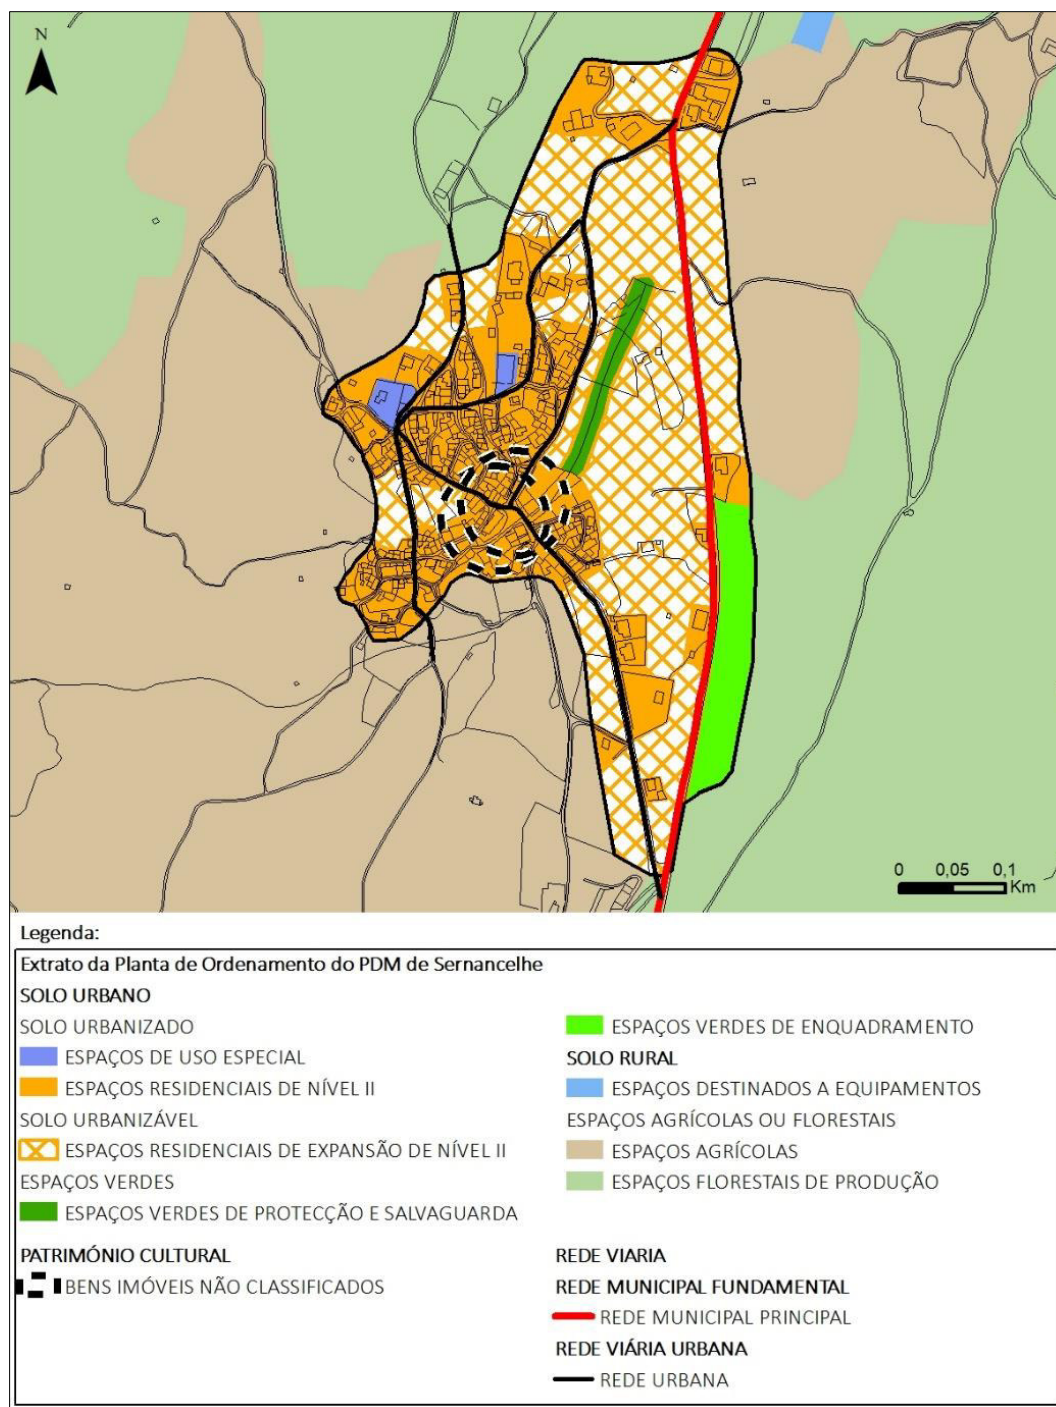 N
0 0,05 0,1
Km
Legenda:
Extrato da Planta de Ordenamento do PDM de Sernancelhe
SOLO URBANO
SOLO URBANIZADO
ESPAÇOS DE USO ESPECIAL
ESPAÇOS RESIDENCIAIS DE NÍVEL II
SOLO URBANIZÁVEL
ESPAÇOS RESIDENCIAIS DE EXPANSÃO DE NÍVEL II
ESPAÇOS VERDES
ESPAÇOS VERDES DE PROTECÇÃO E SALVAGUARDA
ESPAÇOS VERDES DE ENQUADRAMENTO
SOLO RURAL
ESPAÇOS DESTINADOS A EQUIPAMENTOS
ESPAÇOS AGRÍCOLAS OU FLORESTAIS
ESPAÇOS AGRÍCOLAS
ESPAÇOS FLORESTAIS DE PRODUÇÃO
PATRIMÓNIO CULTURAL
BENS IMÓVEIS NÃO CLASSIFICADOS
REDE VIARIA
REDE MUNICIPAL FUNDAMENTAL
REDE MUNICIPAL PRINCIPAL
REDE VIÁRIA URBANA
REDE URBANA